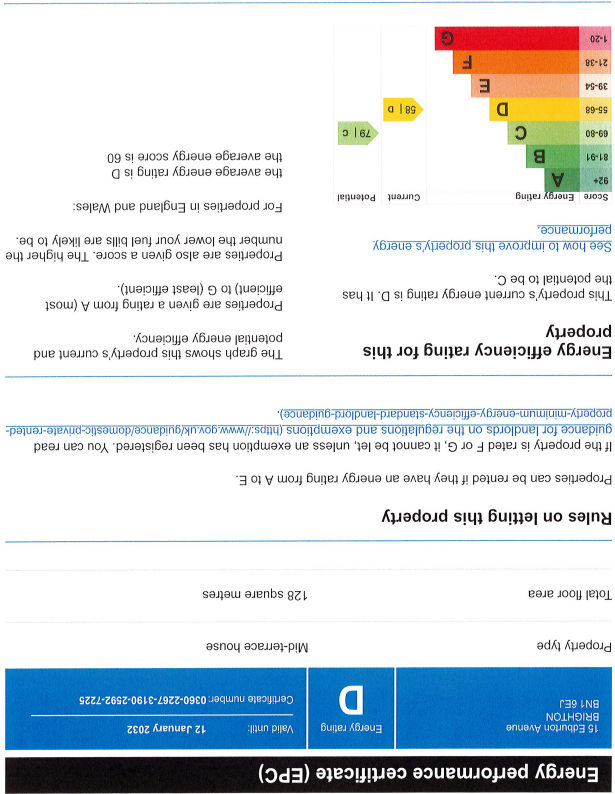 Energy performance certificate (EPC)
15 Edburton Avenue
BRIGHTON
BN1 6EJ
Energy rating
D
Valid until: 12 January 2032
Certificate number: 0360-2267-3190-2592-7225
Property type Mid-terrace house
Total floor area 128 square metres
Rules on letting this property
Properties can be rented if they have an energy rating from A to E.
If the property is rated F or G, it cannot be let, unless an exemption has been registered. You can read
guidance for landlords on the regulations and exemptions (https://www.gov.uk/guidance/domestic-private-rented-
property-minimum-energy-efficiency-standard-landlord-guidance).
Energy efficiency rating for this
property
This property's current energy rating is D. It has
the potential to be C.
See how to improve this property's energy
performance.
Score Energy rating Current Potential
92+ A
81-91 B
69-80 C 79 | C
55-68 D 58 | D
39-54 E
21-38 F
1-20 G
The graph shows this property's current and
potential energy efficiency.
Properties are given a rating from A (most
efficient) to G (least efficient).
Properties are also given a score. The higher the
number the lower your fuel bills are likely to be.
For properties in England and Wales:
the average energy rating is D
the average energy score is 60